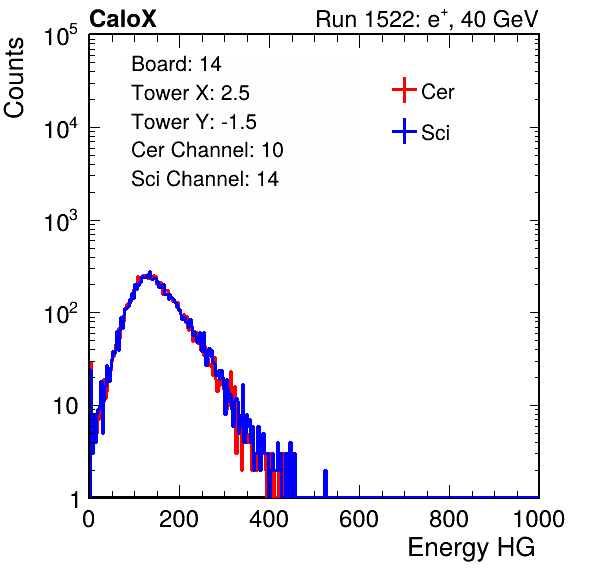 CaloX Run 1522: e⁺, 40 GeV
Board: 14
Tower X: 2.5
Tower Y: -1.5
Cer Channel: 10
Sci Channel: 14
Cer
Sci
Counts
10⁵
10⁴
10³
10²
10
1
0 200 400 600 800 1000
Energy HG